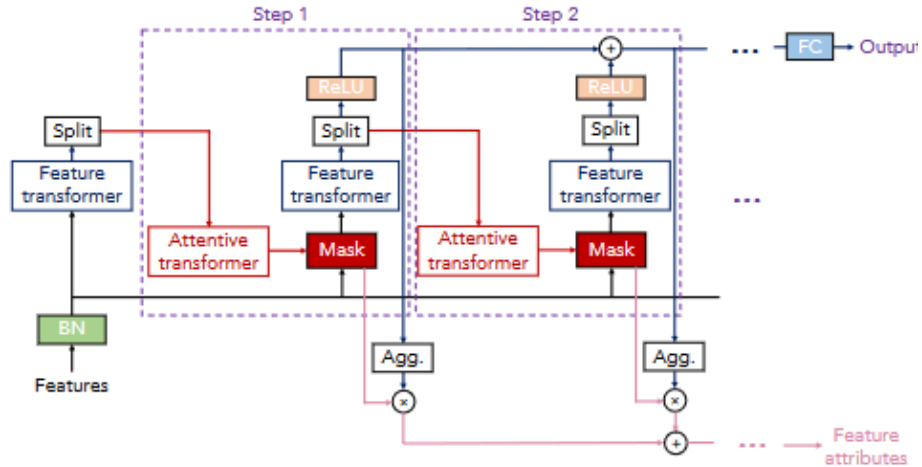 Step 1
Step 2
FC
Output
ReLU
ReLU
Split
Split
Split
Feature
transformer
Feature
transformer
Feature
transformer
...
Attentive
transformer
Mask
Attentive
transformer
Mask
BN
Features
Agg.
Agg.
×
×
+
+
... Feature
attributes